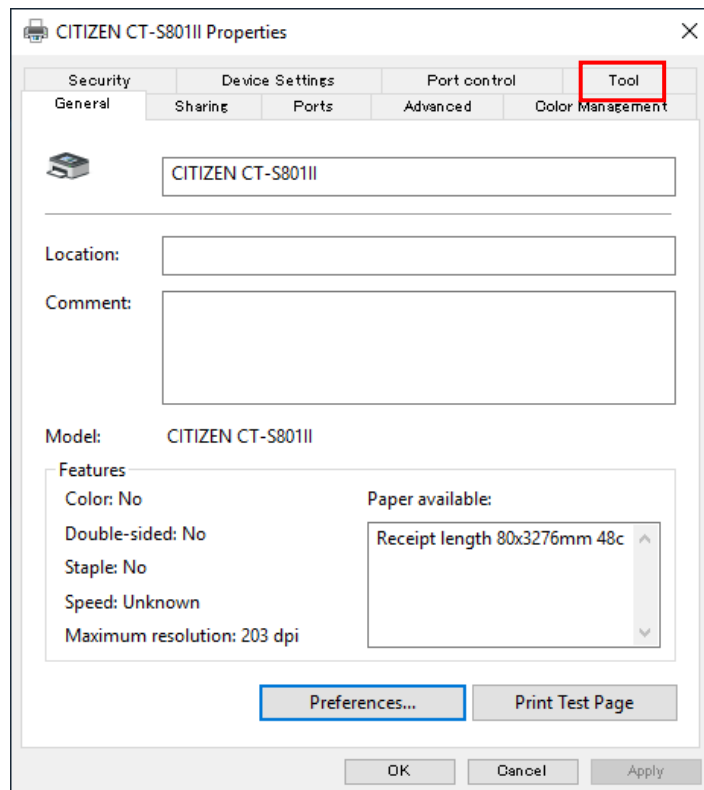 CITIZEN CT-S801II Properties
Security Device Settings Port control Tool
General Sharing Ports Advanced Color Management
CITIZEN CT-S801II
Location:
Comment:
Model: CITIZEN CT-S801II
Features
Color: No Paper available:
Double-sided: No Receipt length 80x3276mm 48c
Staple: No
Speed: Unknown
Maximum resolution: 203 dpi
Preferences... Print Test Page
OK Cancel Apply